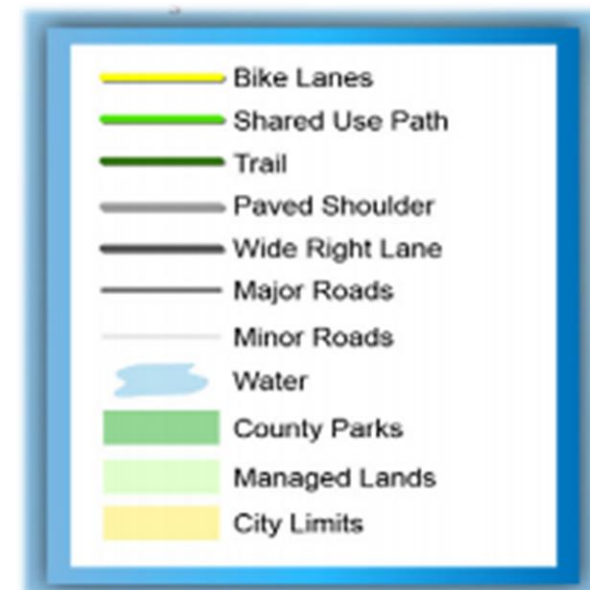 Bike Lanes
Shared Use Path
Trail
Paved Shoulder
Wide Right Lane
Major Roads
Minor Roads
Water
County Parks
Managed Lands
City Limits